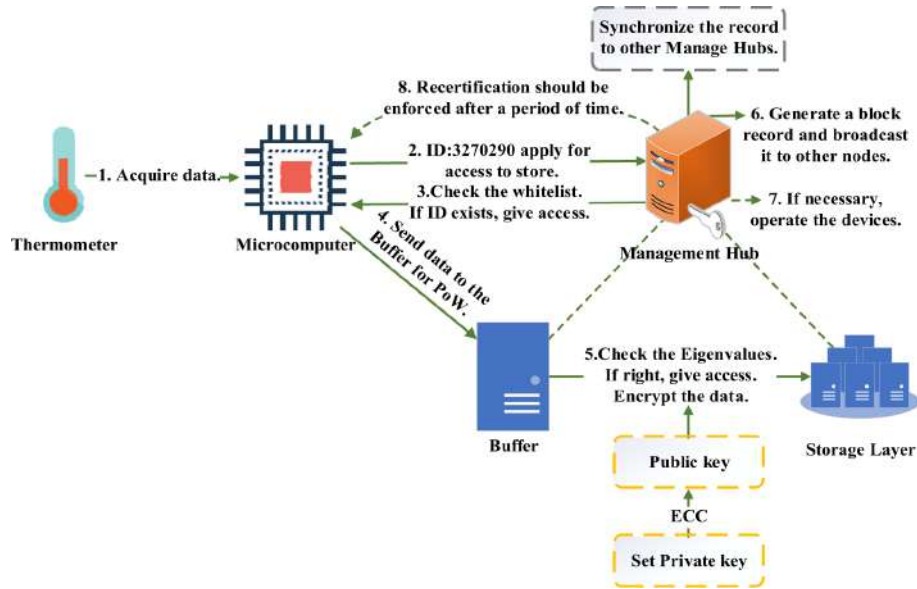 Synchronize the record
to other Manage Hubs.
8. Recertification should be
enforced after a period of time.
6. Generate a block
record and broadcast
it to other nodes.
2. ID:3270290 apply for
access to store.
1. Acquire data.
3.Check the whitelist.
If ID exists, give access.
7. If necessary,
operate the devices.
Thermometer
Microcomputer
Management Hub
4. Send data to the
Buffer for PoW.
5.Check the Eigenvalues.
If right, give access.
Encrypt the data.
Buffer
Storage Layer
Public key
ECC
Set Private key